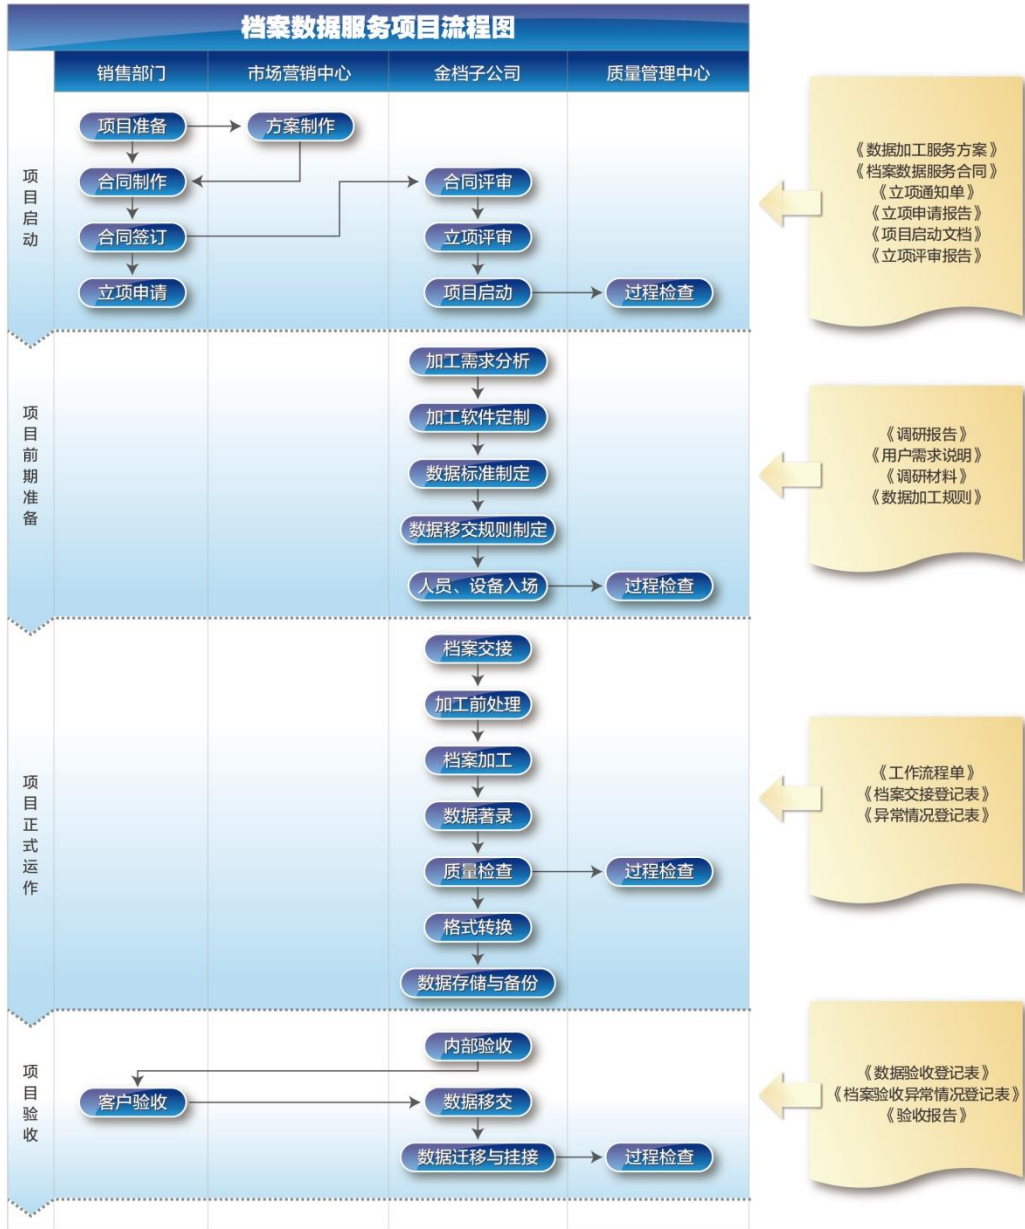 档案数据服务项目流程图
销售部门 市场营销中心 金档子公司 质量管理中心
项目启动
项目准备 方案制作
合同制作 合同评审
合同签订 立项评审
立项申请 项目启动 过程检查
《数据加工服务方案》
《档案数据服务合同》
《立项通知单》
《立项申请报告》
《项目启动文档》
《立项评审报告》
项目前期准备
加工需求分析
加工软件定制
数据标准制定
数据移交规则制定
人员、设备入场 过程检查
《调研报告》
《用户需求说明》
《调研材料》
《数据加工规则》
项目正式运作
档案交接
加工前处理
档案加工
数据著录
质量检查 过程检查
格式转换
数据存储与备份
《工作流程单》
《档案交接登记表》
《异常情况登记表》
项目验收
内部验收
客户验收 数据移交
数据迁移与挂接 过程检查
《数据验收登记表》
《档案验收异常情况登记表》
《验收报告》